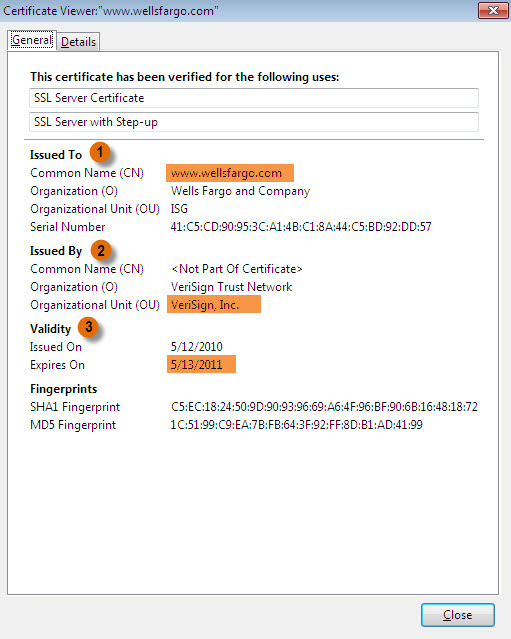 Certificate Viewer:"www.wellsfargo.com"
General Details
This certificate has been verified for the following uses:
SSL Server Certificate
SSL Server with Step-up
Issued To 1
Common Name (CN) www.wellsfargo.com
Organization (O) Wells Fargo and Company
Organizational Unit (OU) ISG
Serial Number 41:C5:CD:90:95:3C:A1:4B:C1:8A:44:C5:BD:92:DD:57
Issued By 2
Common Name (CN) <Not Part Of Certificate>
Organization (O) VeriSign Trust Network
Organizational Unit (OU) VeriSign, Inc.
Validity 3
Issued On 5/12/2010
Expires On 5/13/2011
Fingerprints
SHA1 Fingerprint C5:EC:18:24:50:9D:90:93:96:69:A6:4F:96:BF:90:6B:16:48:18:72
MD5 Fingerprint 1C:51:99:C9:EA:7B:FB:64:3F:92:FF:8D:B1:AD:41:99
Close